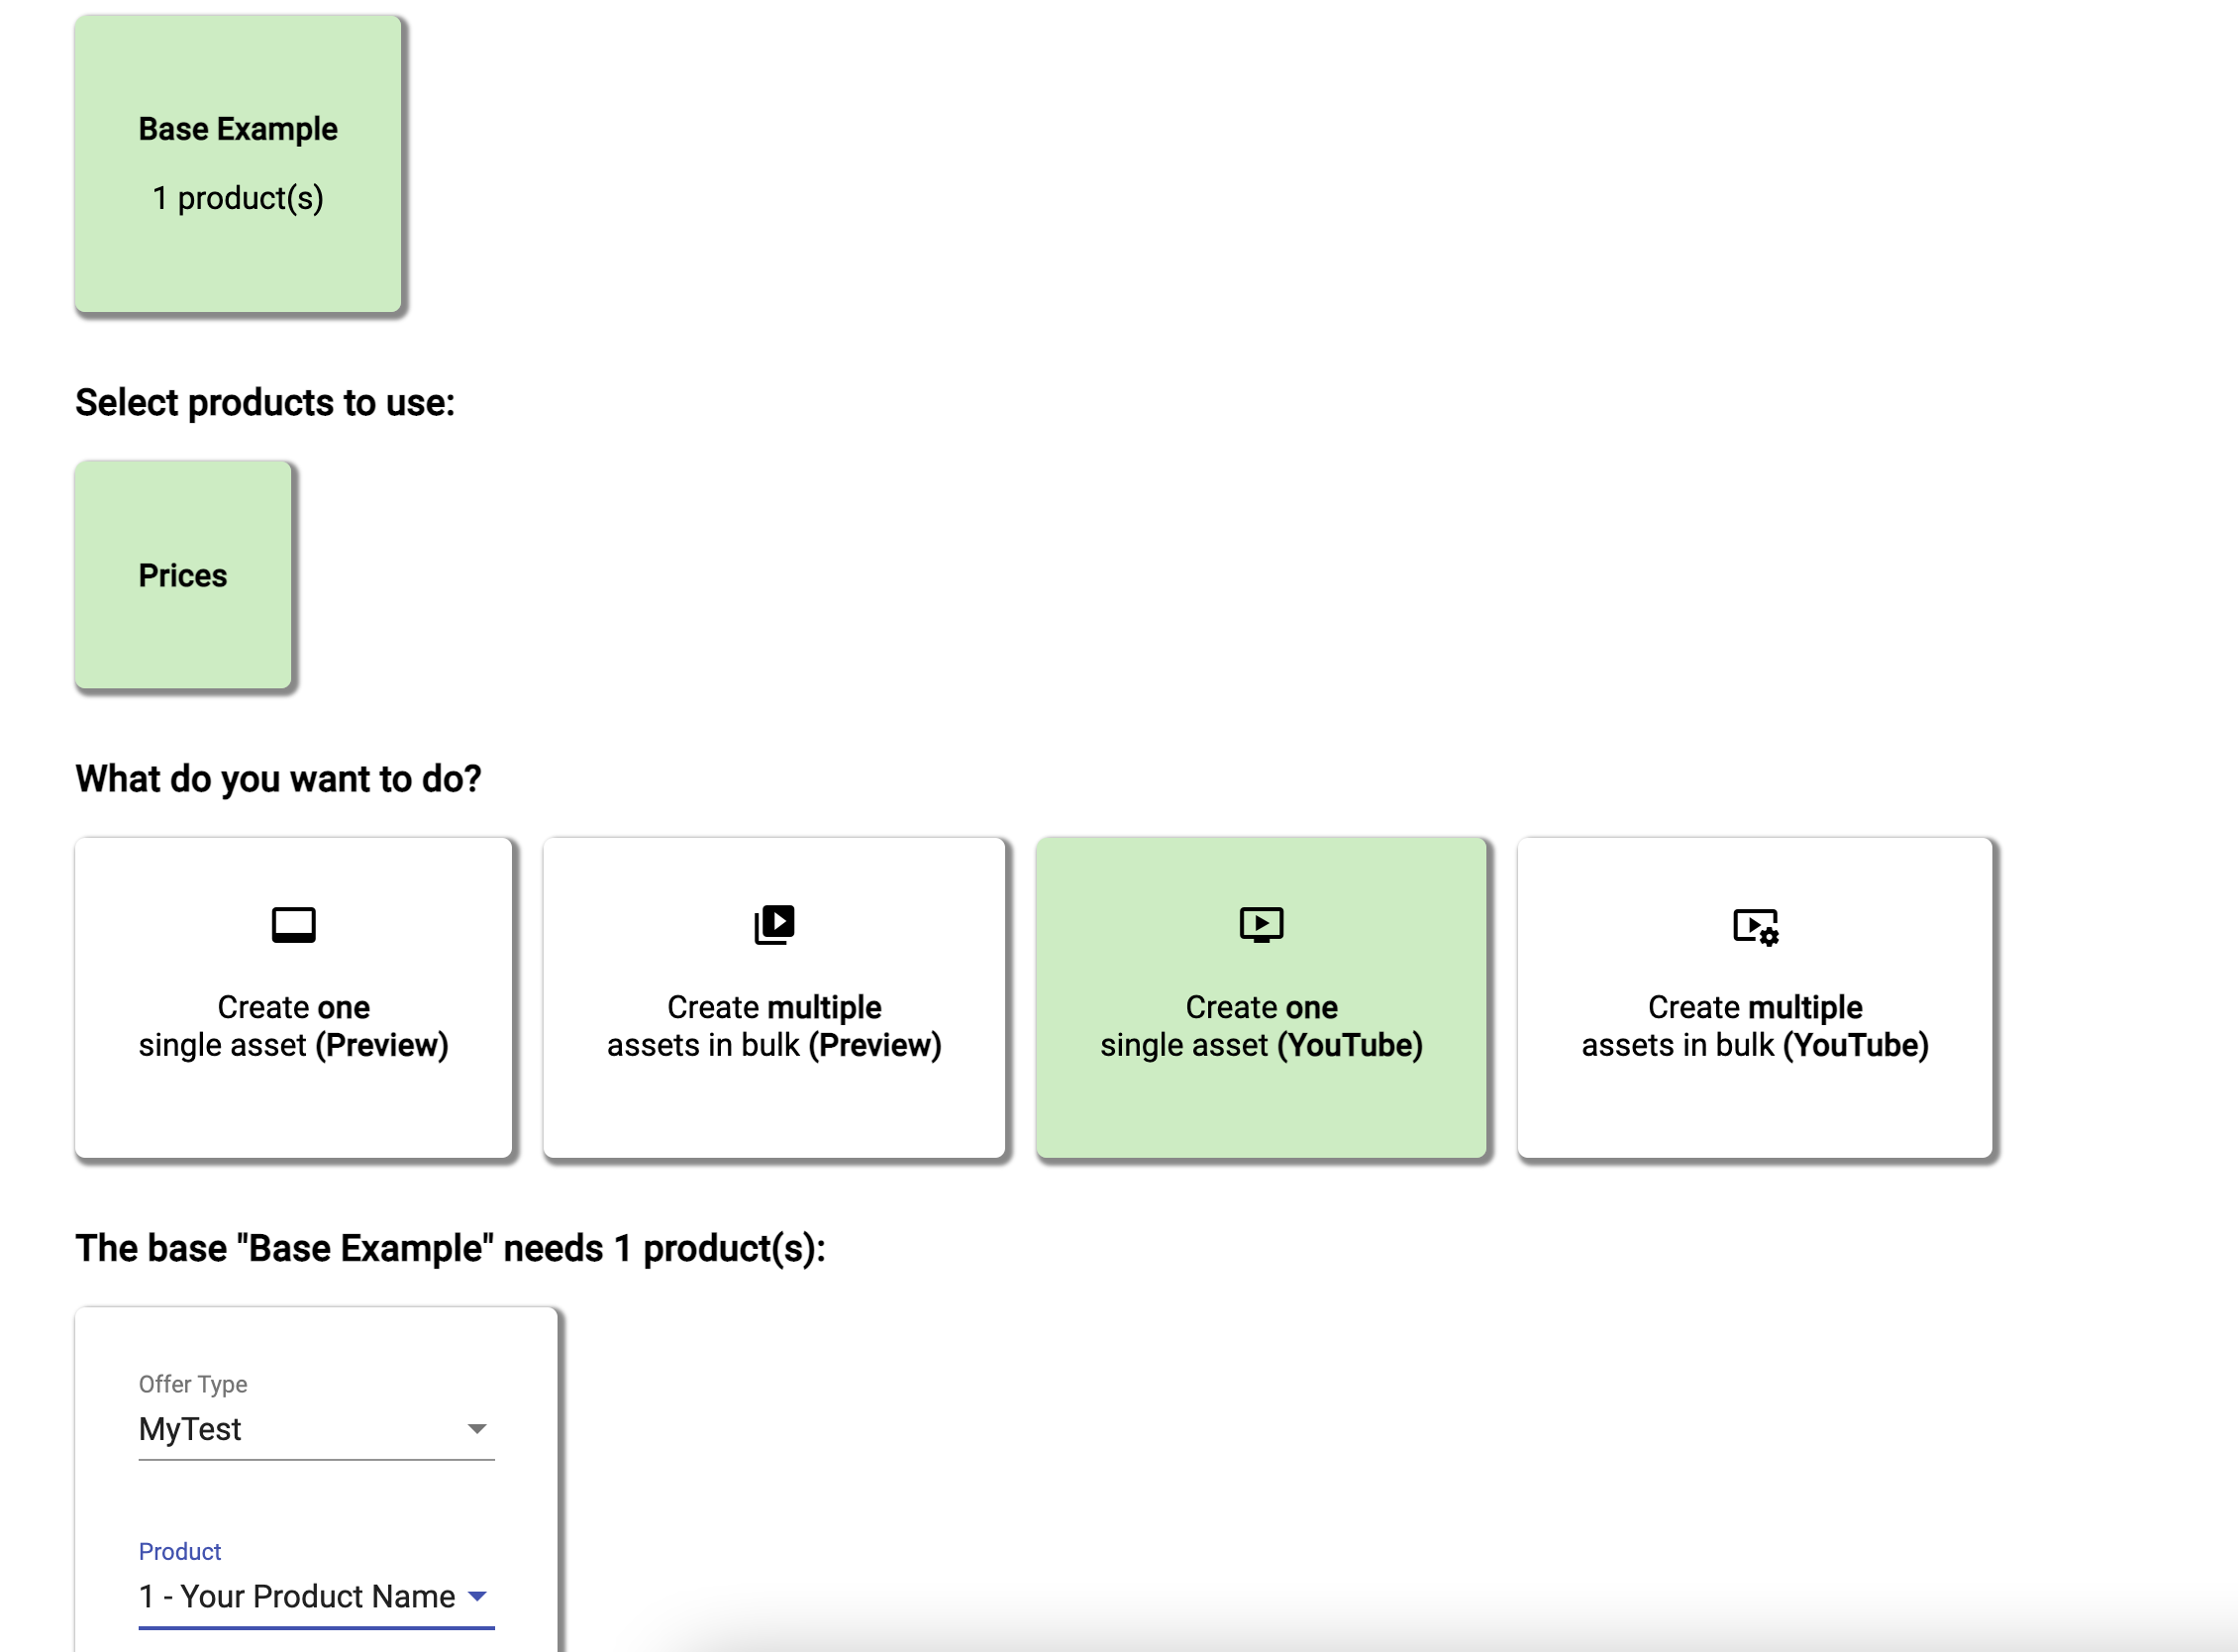 Base Example
1 product(s)
Select products to use:
Prices
What do you want to do?
Create one
single asset (Preview)
Create multiple
assets in bulk (Preview)
Create one
single asset (YouTube)
Create multiple
assets in bulk (YouTube)
The base "Base Example" needs 1 product(s):
Offer Type
MyTest
Product
1 - Your Product Name